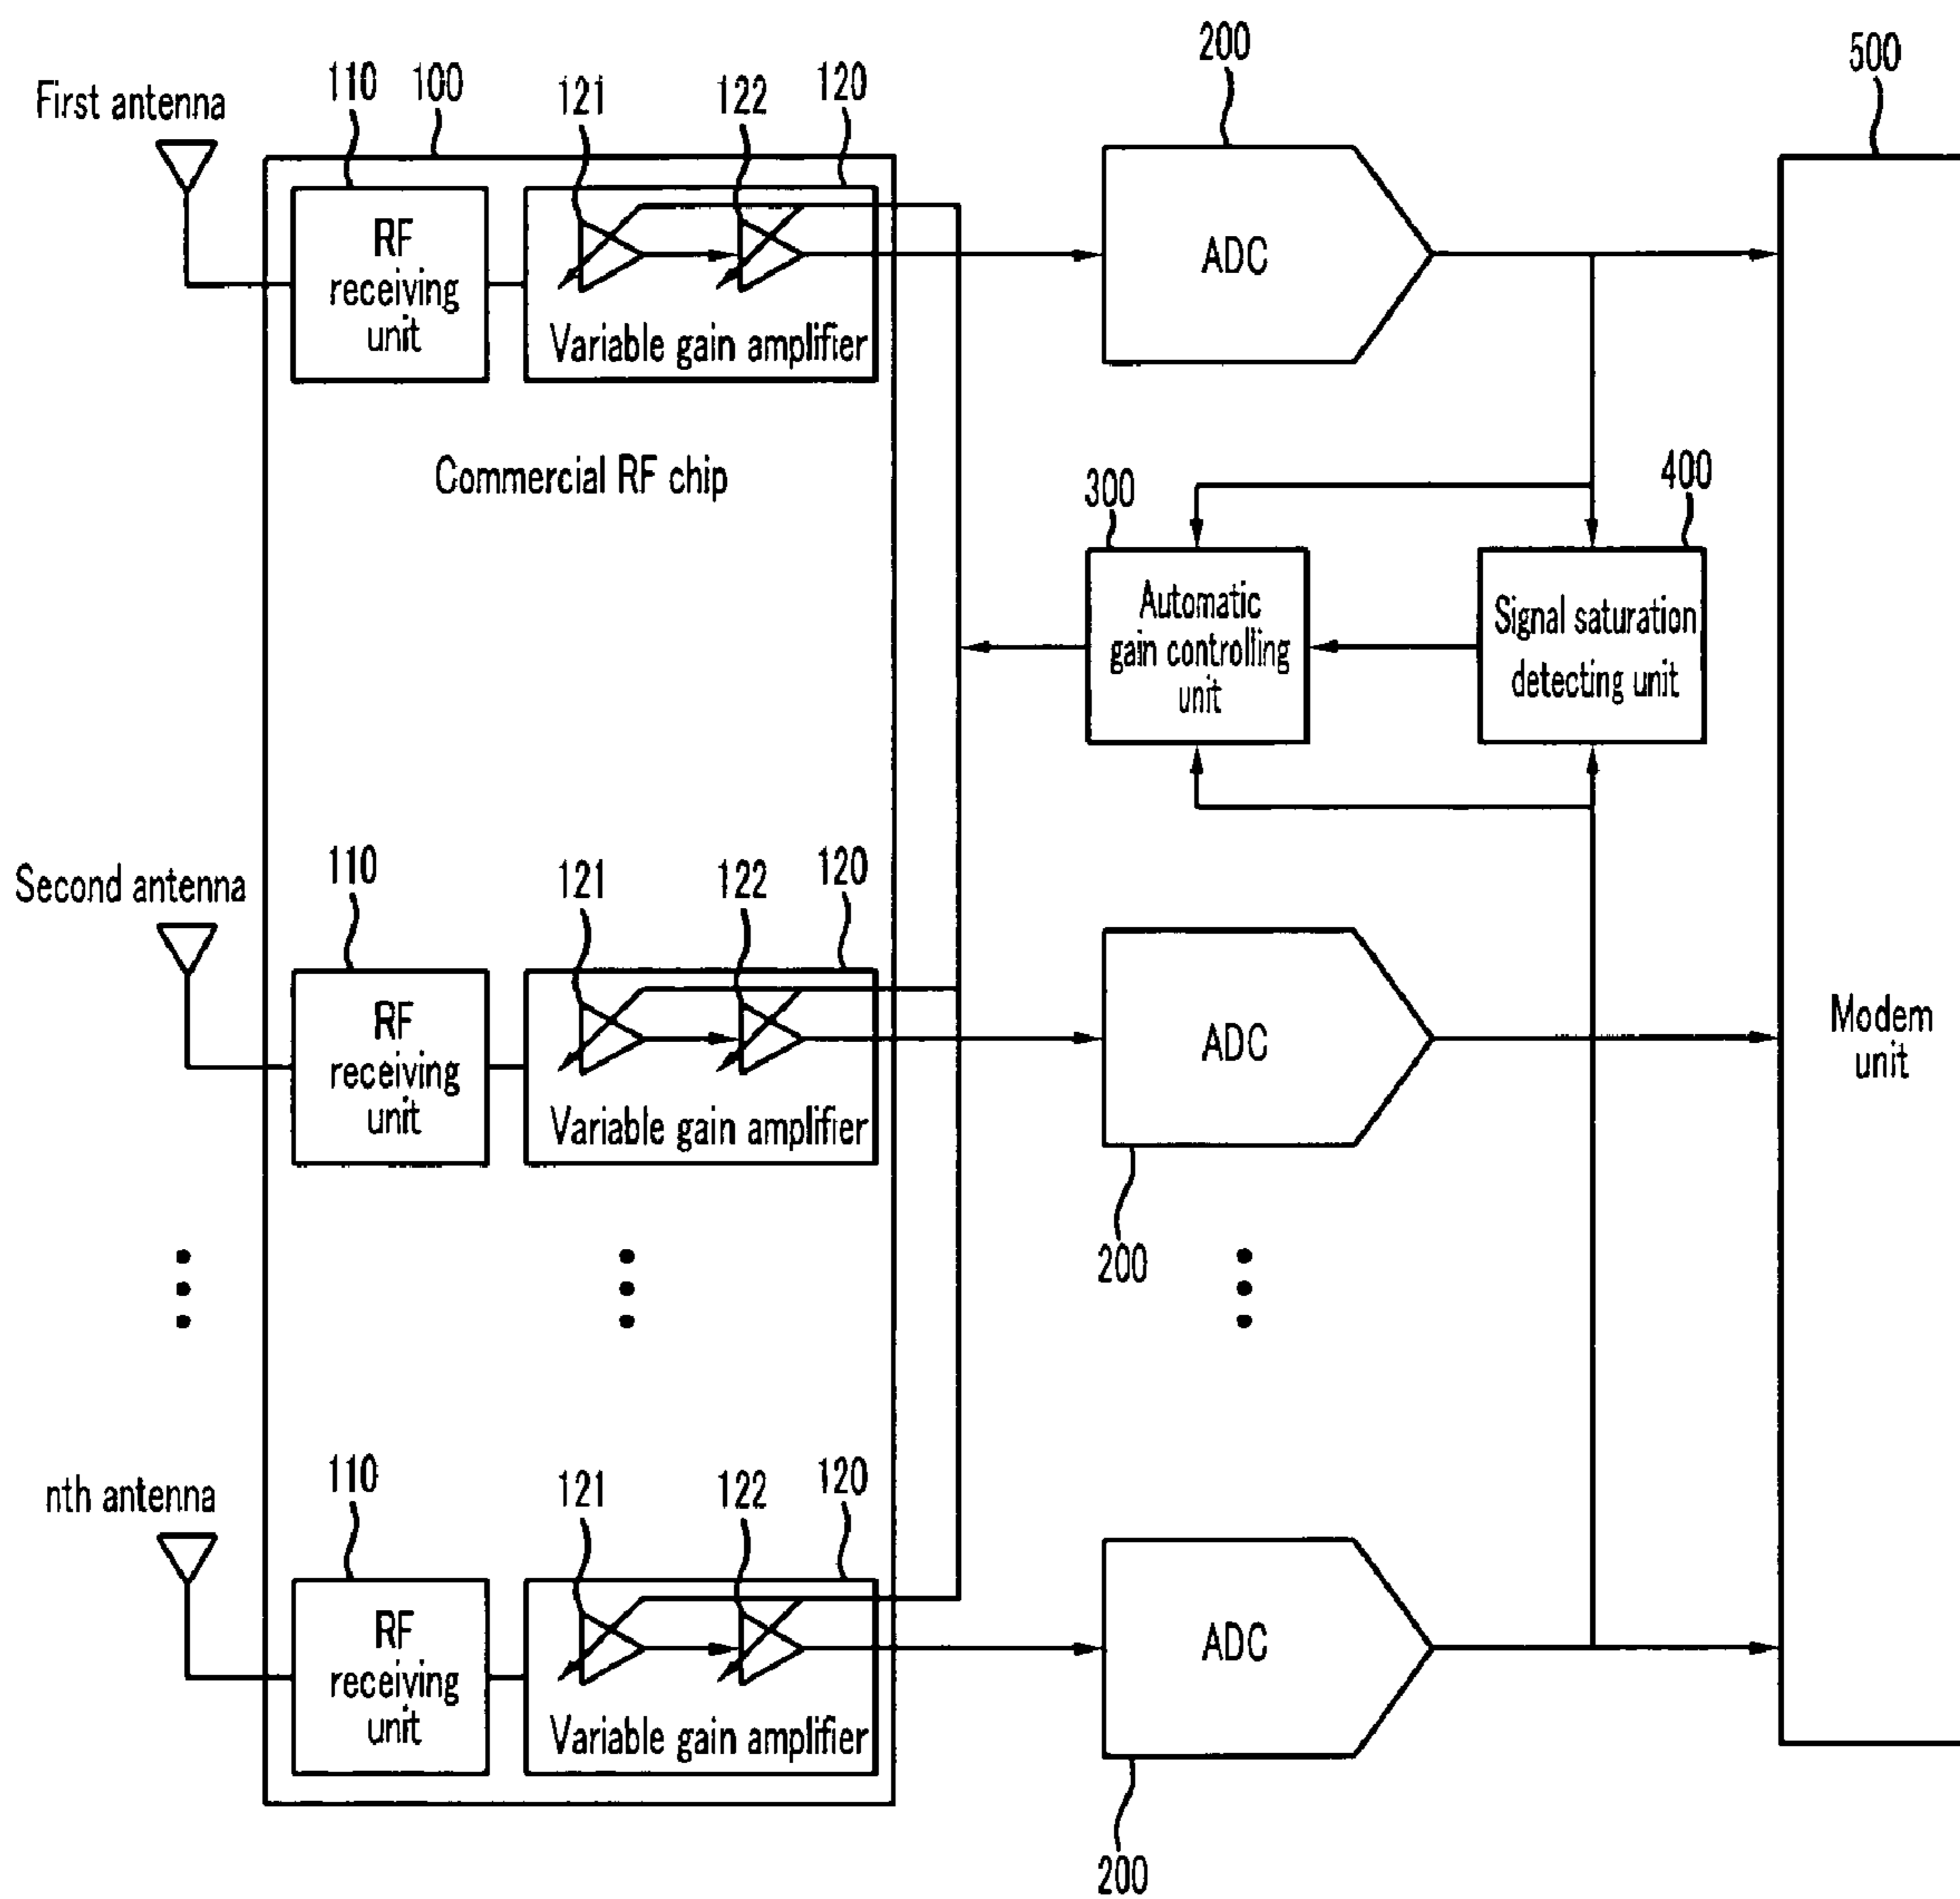 200
500
110
100
121
122
120
First antenna
RF
receiving
unit
Variable gain amplifier
ADC
Commercial RF chip
300
400
Automatic
gain controlling
unit
Signal saturation
detecting unit
110
121
122
120
Second antenna
RF
receiving
unit
Variable gain amplifier
ADC
Modem
unit
200
110
121
122
120
nth antenna
RF
receiving
unit
Variable gain amplifier
ADC
200